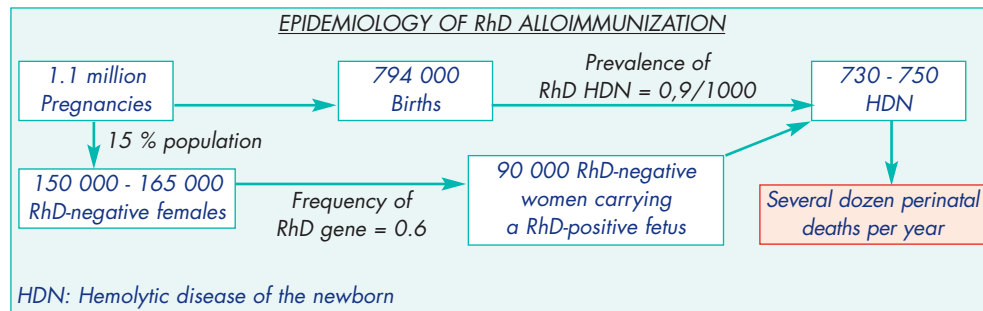 EPIDEMIOLOGY OF RhD ALLOIMMUNIZATION
1.1 million
Pregnancies
794 000
Births
Prevalence of
RhD HDN = 0,9/1000
730 - 750
HDN
15 % population
150 000 - 165 000
RhD-negative females
Frequency of
RhD gene = 0.6
90 000 RhD-negative
women carrying
a RhD-positive fetus
Several dozen perinatal
deaths per year
HDN: Hemolytic disease of the newborn